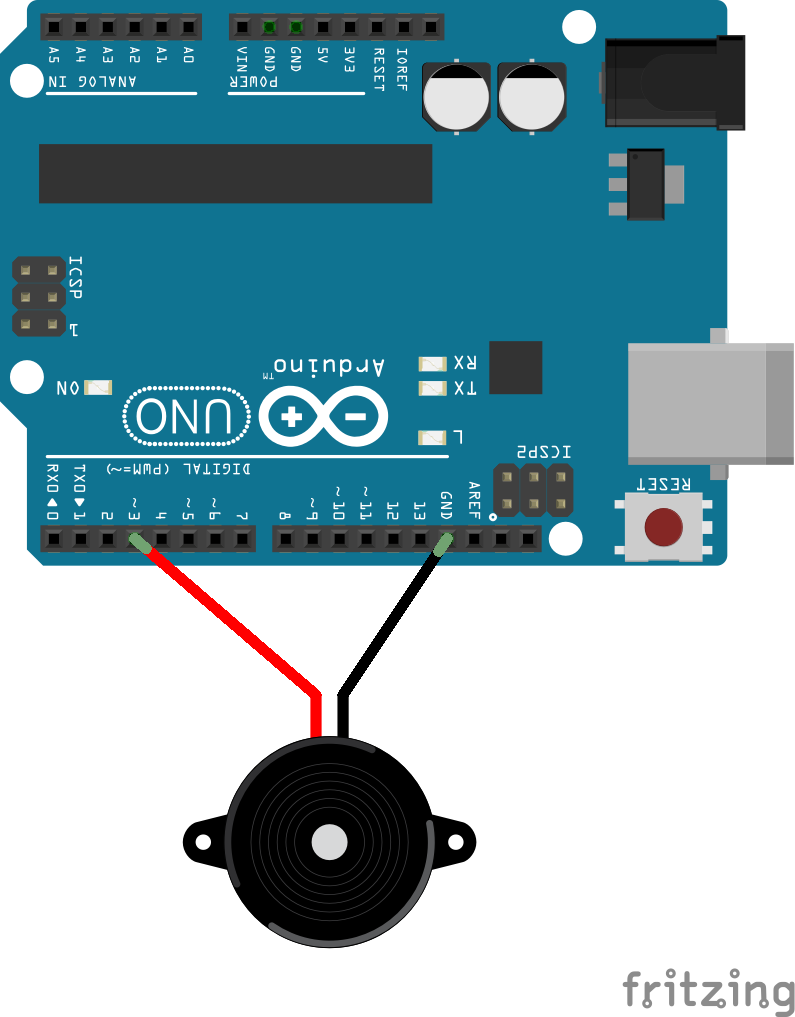 A5 A4 A3 A2 A1 A0
ANALOG IN
VIN GND GND 5V 3V3 RESET IOREF
POWER
ICSP
1
ON
UNO
Arduino
TM
RX
TX
L
ICSP2
RESET
DIGITAL (PWM=~)
RX0 ◀ 0
TX0 ▶ 1
2
~3
4
~5
~6
7
8
~9
~10
~11
12
13
GND
AREF
fritzing